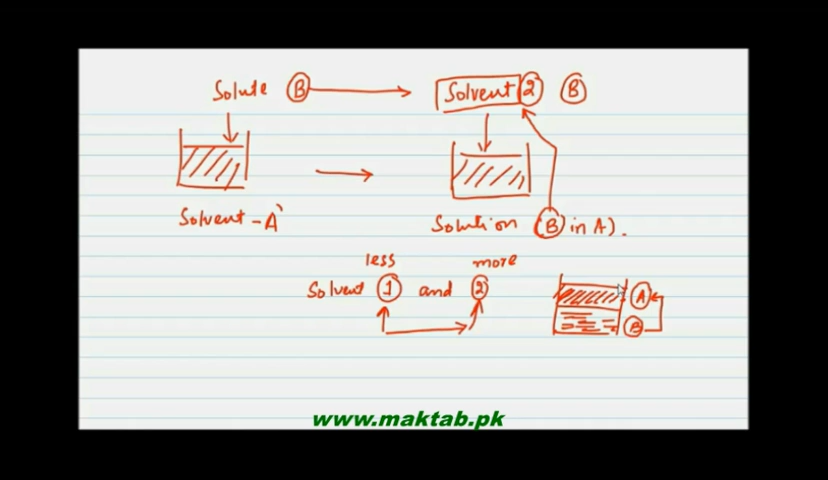 Solute B Solvent 2 B
Solvent - A
Solution (B in A).
less more
Solvent 1 and 2
A
B
www.maktab.pk